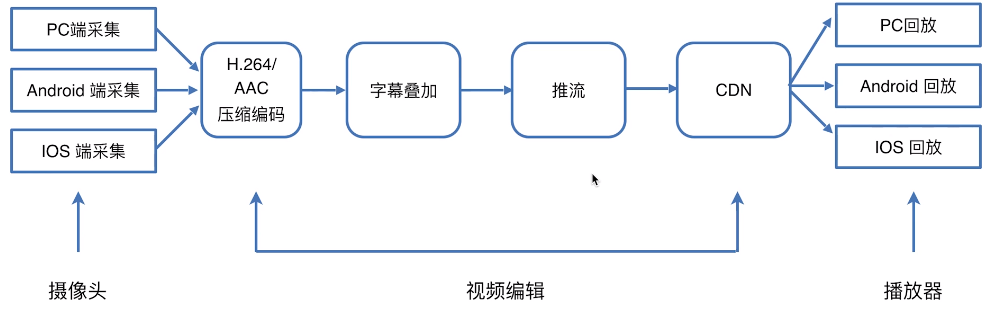 PC端采集
Android 端采集
IOS 端采集
H.264/
AAC
压缩编码
字幕叠加
推流
CDN
PC回放
Android 回放
IOS 回放
摄像头
视频编辑
播放器